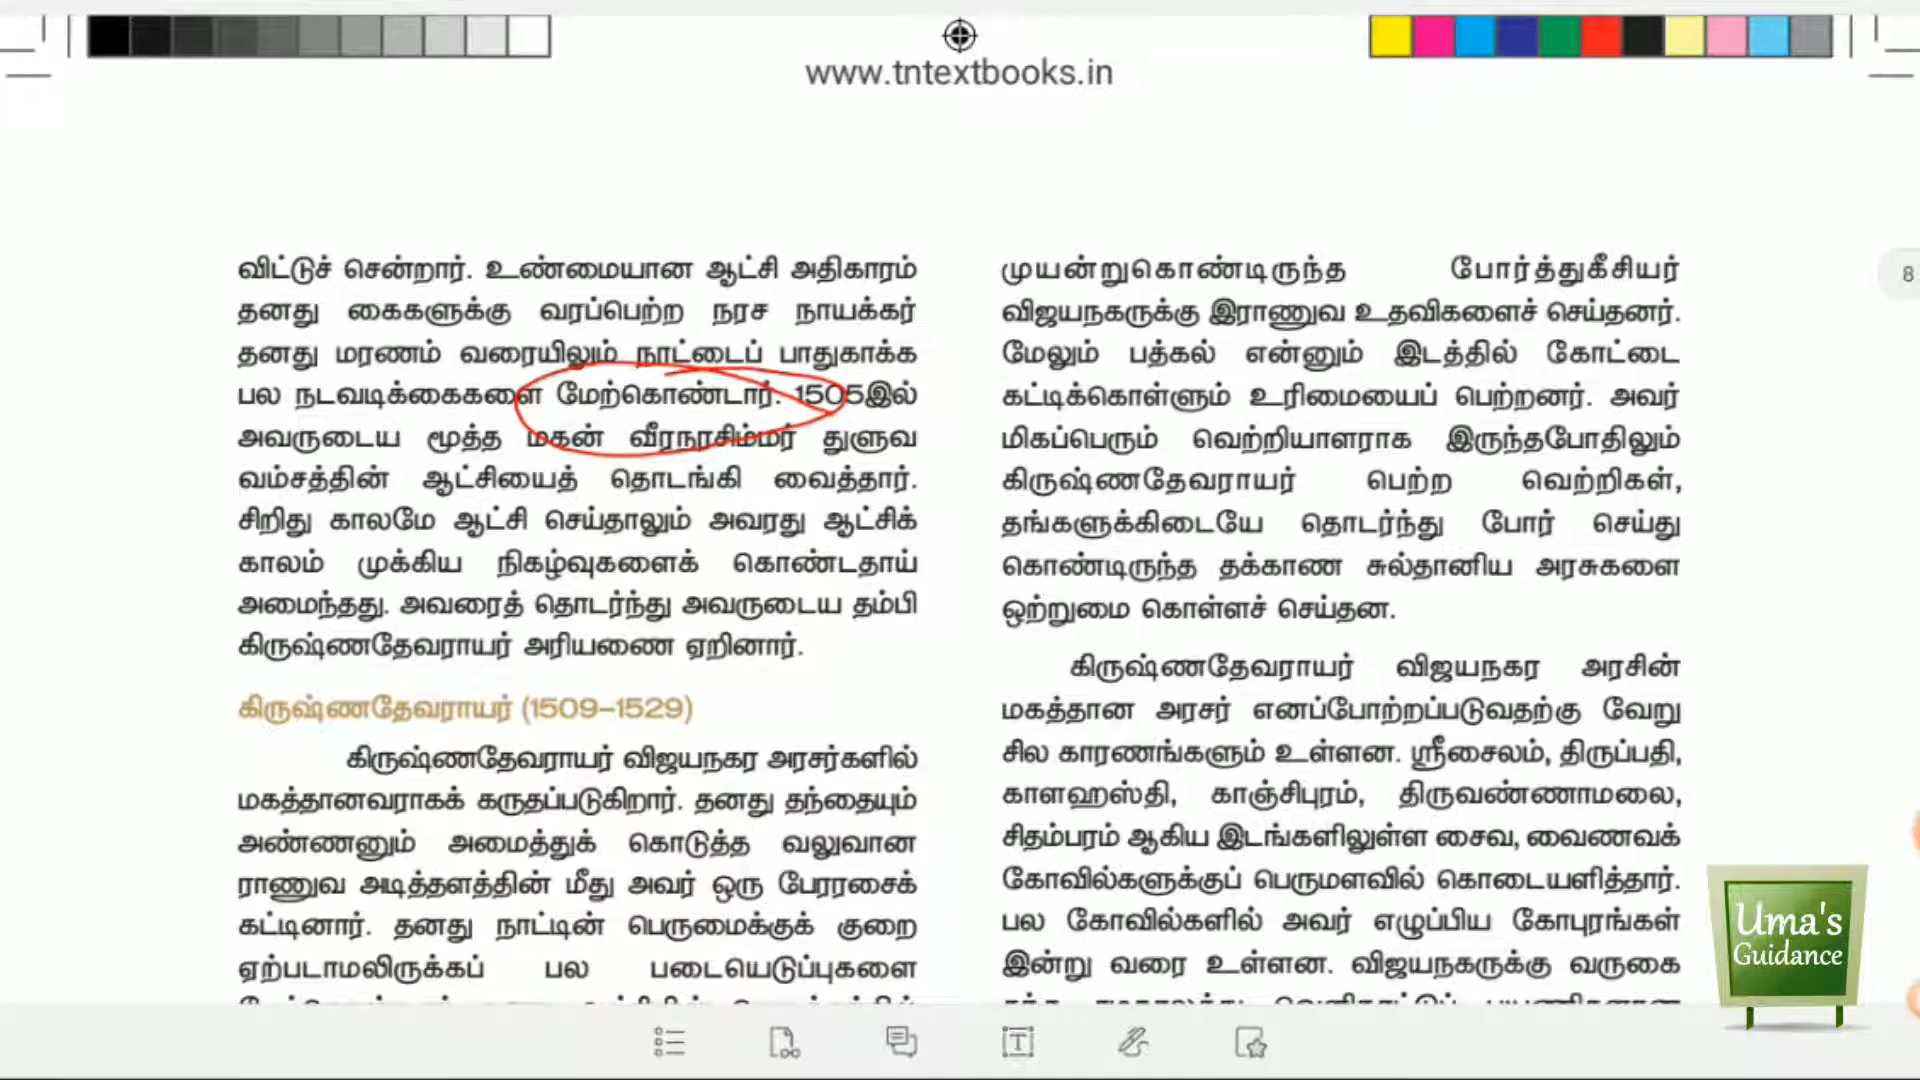 www.tntextbooks.in
விட்டுச் சென்றார். உண்மையான ஆட்சி அதிகாரம்
தனது கைகளுக்கு வரப்பெற்ற நரச நாயக்கர்
தனது மரணம் வரையிலும் நாட்டைப் பாதுகாக்க
பல நடவடிக்கைகளை மேற்கொண்டார். 1505இல்
அவருடைய மூத்த மகன் வீரநரசிம்மர் துளுவ
வம்சத்தின் ஆட்சியைத் தொடங்கி வைத்தார்.
சிறிது காலமே ஆட்சி செய்தாலும் அவரது ஆட்சிக்
காலம் முக்கிய நிகழ்வுகளைக் கொண்டதாய்
அமைந்தது. அவரைத் தொடர்ந்து அவருடைய தம்பி
கிருஷ்ணதேவராயர் அரியணை ஏறினார்.
கிருஷ்ணதேவராயர் (1509–1529)
கிருஷ்ணதேவராயர் விஜயநகர அரசர்களில்
மகத்தானவராகக் கருதப்படுகிறார். தனது தந்தையும்
அண்ணனும் அமைத்துக் கொடுத்த வலுவான
ராணுவ அடித்தளத்தின் மீது அவர் ஒரு பேரரசைக்
கட்டினார். தனது நாட்டின் பெருமைக்குக் குறை
ஏற்படாமலிருக்கப் பல படையெடுப்புகளை
முயன்றுகொண்டிருந்த போர்த்துகீசியர்
விஜயநகருக்கு இராணுவ உதவிகளைச் செய்தனர்.
மேலும் பத்கல் என்னும் இடத்தில் கோட்டை
கட்டிக்கொள்ளும் உரிமையைப் பெற்றனர். அவர்
மிகப்பெரும் வெற்றியாளராக இருந்தபோதிலும்
கிருஷ்ணதேவராயர் பெற்ற வெற்றிகள்,
தங்களுக்கிடையே தொடர்ந்து போர் செய்து
கொண்டிருந்த தக்காண சுல்தானிய அரசுகளை
ஒற்றுமை கொள்ளச் செய்தன.
கிருஷ்ணதேவராயர் விஜயநகர அரசின்
மகத்தான அரசர் எனப்போற்றப்படுவதற்கு வேறு
சில காரணங்களும் உள்ளன. ஸ்ரீசைலம், திருப்பதி,
காளஹஸ்தி, காஞ்சிபுரம், திருவண்ணாமலை,
சிதம்பரம் ஆகிய இடங்களிலுள்ள சைவ, வைணவக்
கோவில்களுக்குப் பெருமளவில் கொடையளித்தார்.
பல கோவில்களில் அவர் எழுப்பிய கோபுரங்கள்
இன்று வரை உள்ளன. விஜயநகருக்கு வருகை
8
Uma's
Guidance